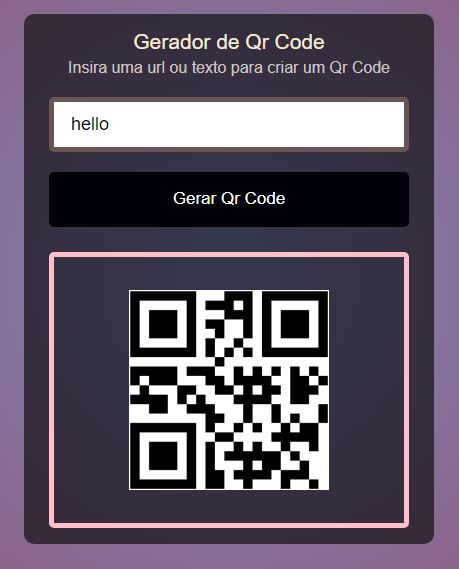 Gerador de Qr Code
Insira uma url ou texto para criar um Qr Code
hello
Gerar Qr Code